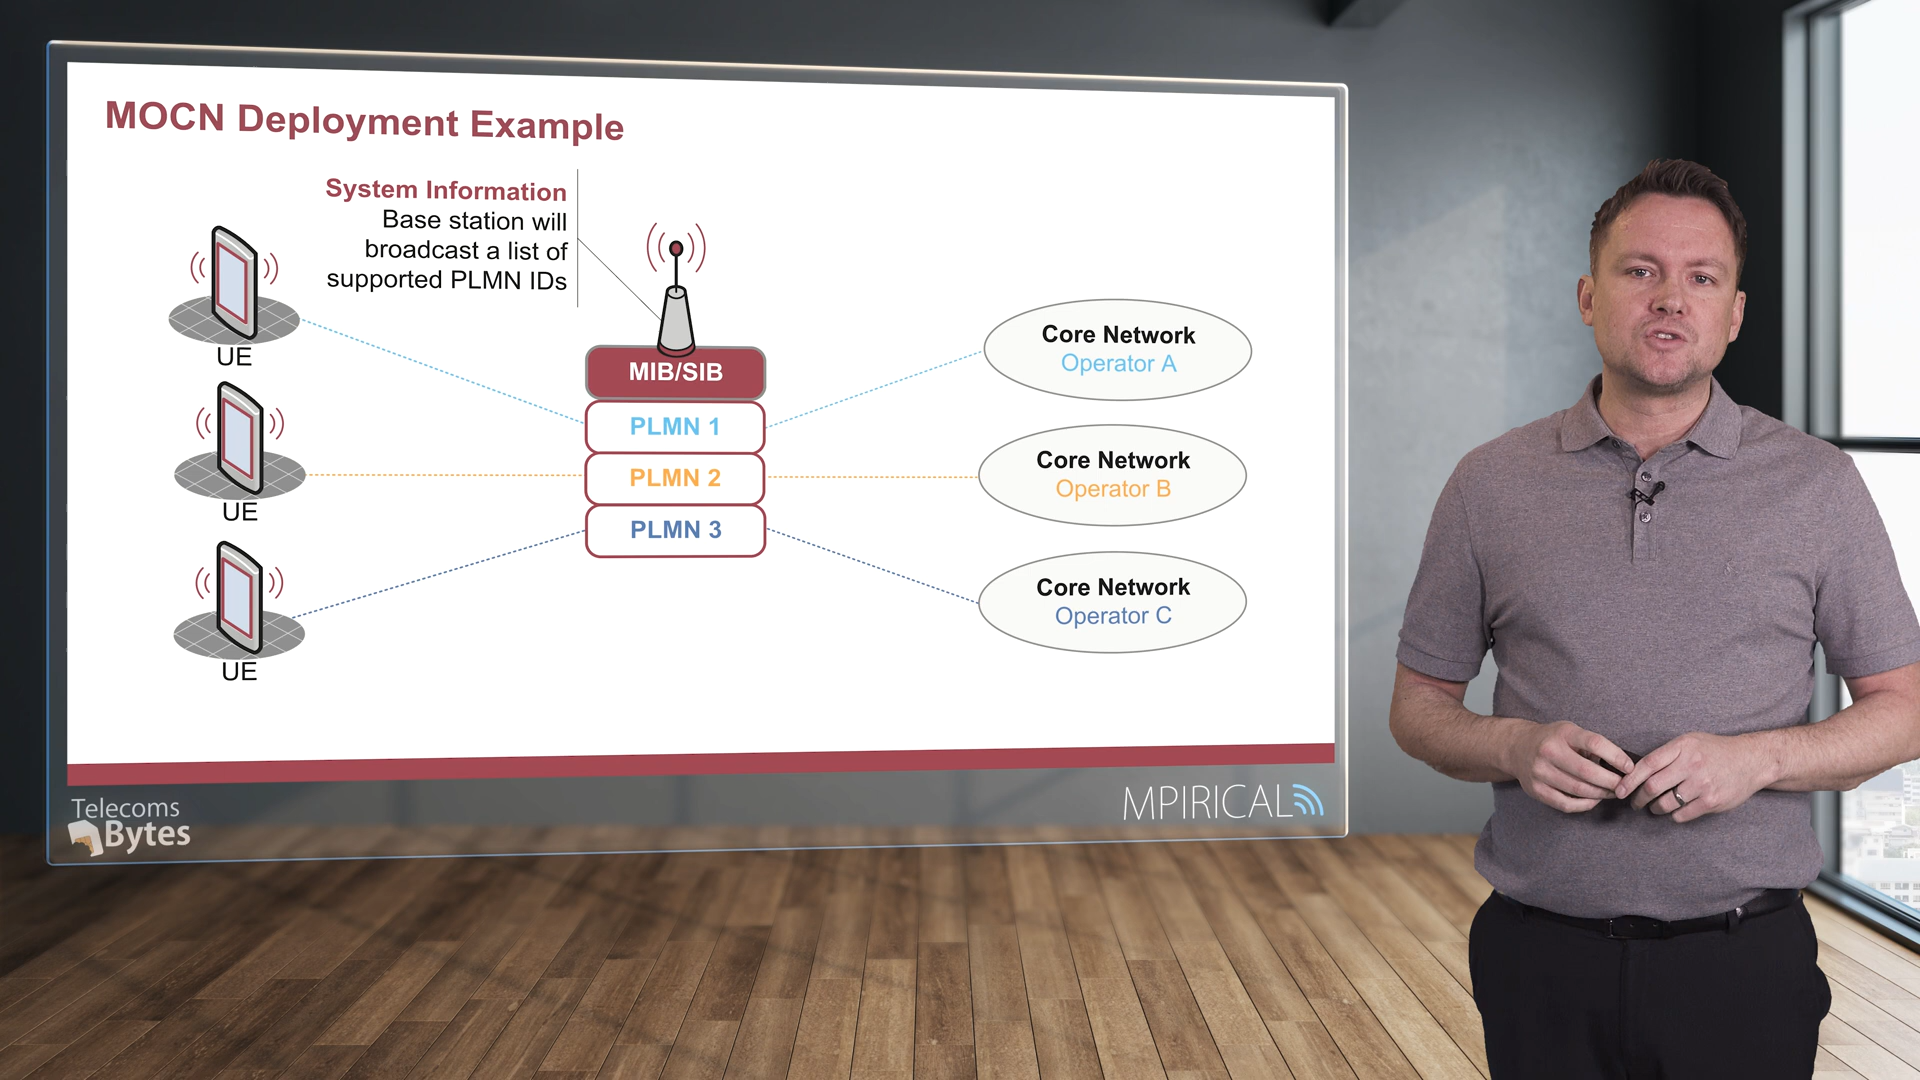 MOCN Deployment Example
System Information
Base station will
broadcast a list of
supported PLMN IDs
UE
UE
UE
MIB/SIB
PLMN 1
PLMN 2
PLMN 3
Core Network
Operator A
Core Network
Operator B
Core Network
Operator C
Telecoms
Bytes
MPIRICAL